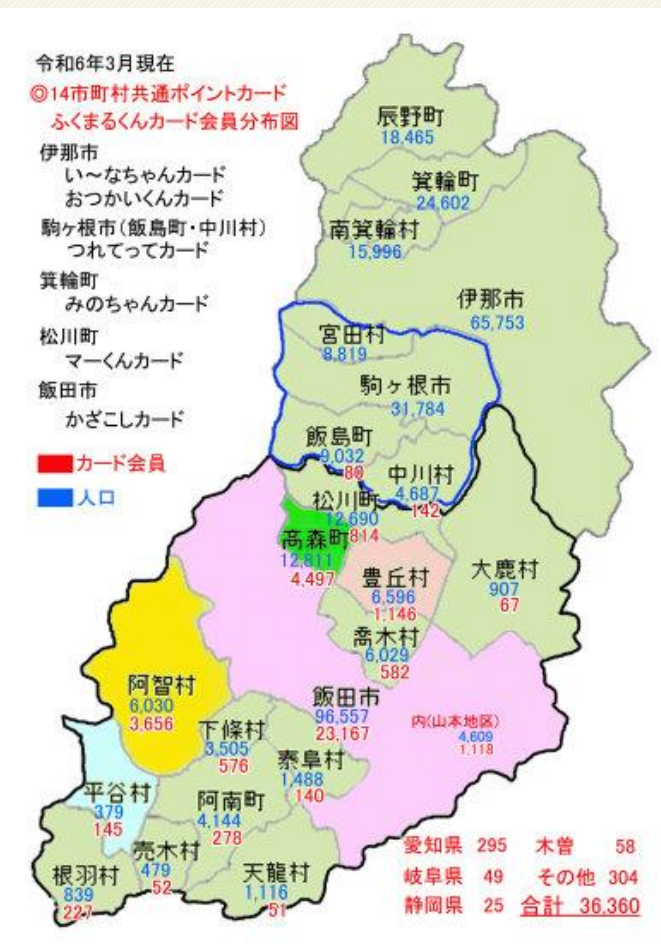 令和6年3月現在
◎14市町村共通ポイントカード
ふくまるくんカード会員分布図
伊那市
い～なちゃんカード
おつかいくんカード
駒ヶ根市(飯島町・中川村)
つれてってカード
箕輪町
みのちゃんカード
松川町
マーくんカード
飯田市
かざこしカード
カード会員
人口
辰野町
18,465
箕輪町
24,602
南箕輪村
15,996
伊那市
65,753
宮田村
8,819
駒ヶ根市
31,784
飯島町
9,032
80
中川村
4,687
142
松川町
12,690
814
高森町
12,811
4,497
豊丘村
6,596
1,146
大鹿村
907
67
喬木村
6,029
582
阿智村
6,030
3,656
飯田市
96,557
23,167
内(山本地区)
4,609
1,118
下條村
3,505
576
泰阜村
1,488
140
平谷村
379
145
阿南町
4,144
278
売木村
479
52
根羽村
839
227
天龍村
1,116
51
愛知県 295 木曽 58
岐阜県 49 その他 304
静岡県 25 合計 36,360